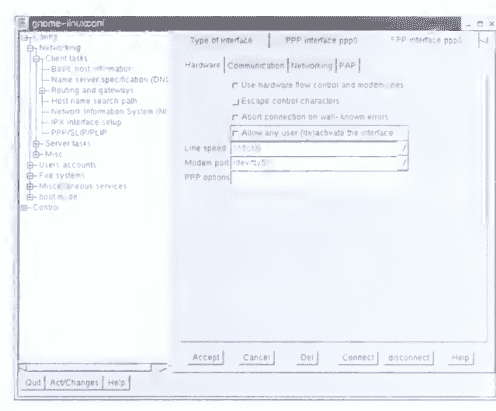 gnome-linuxconf
Config
Networking
Client tasks
Basic host information
Name server specification (DNS
Routing and gateways
Host name search path
Network Information System (NI
IPX interface setup
PPP/SLIP/PLIP
Server tasks
Misc
Users accounts
File systems
Miscellaneous services
boot mode
Control
Type of interface
PPP interface ppp0
PPP interface ppp0
Hardware
Communication
Networking
PAP
Use hardware flow control and modem lines
Escape control characters
Abort connection on well-known errors
Allow any user (de)activate the interface
Line speed
Modem port
PPP options
Accept
Cancel
Del
Connect
disconnect
Help
Quit
Act/Changes
Help